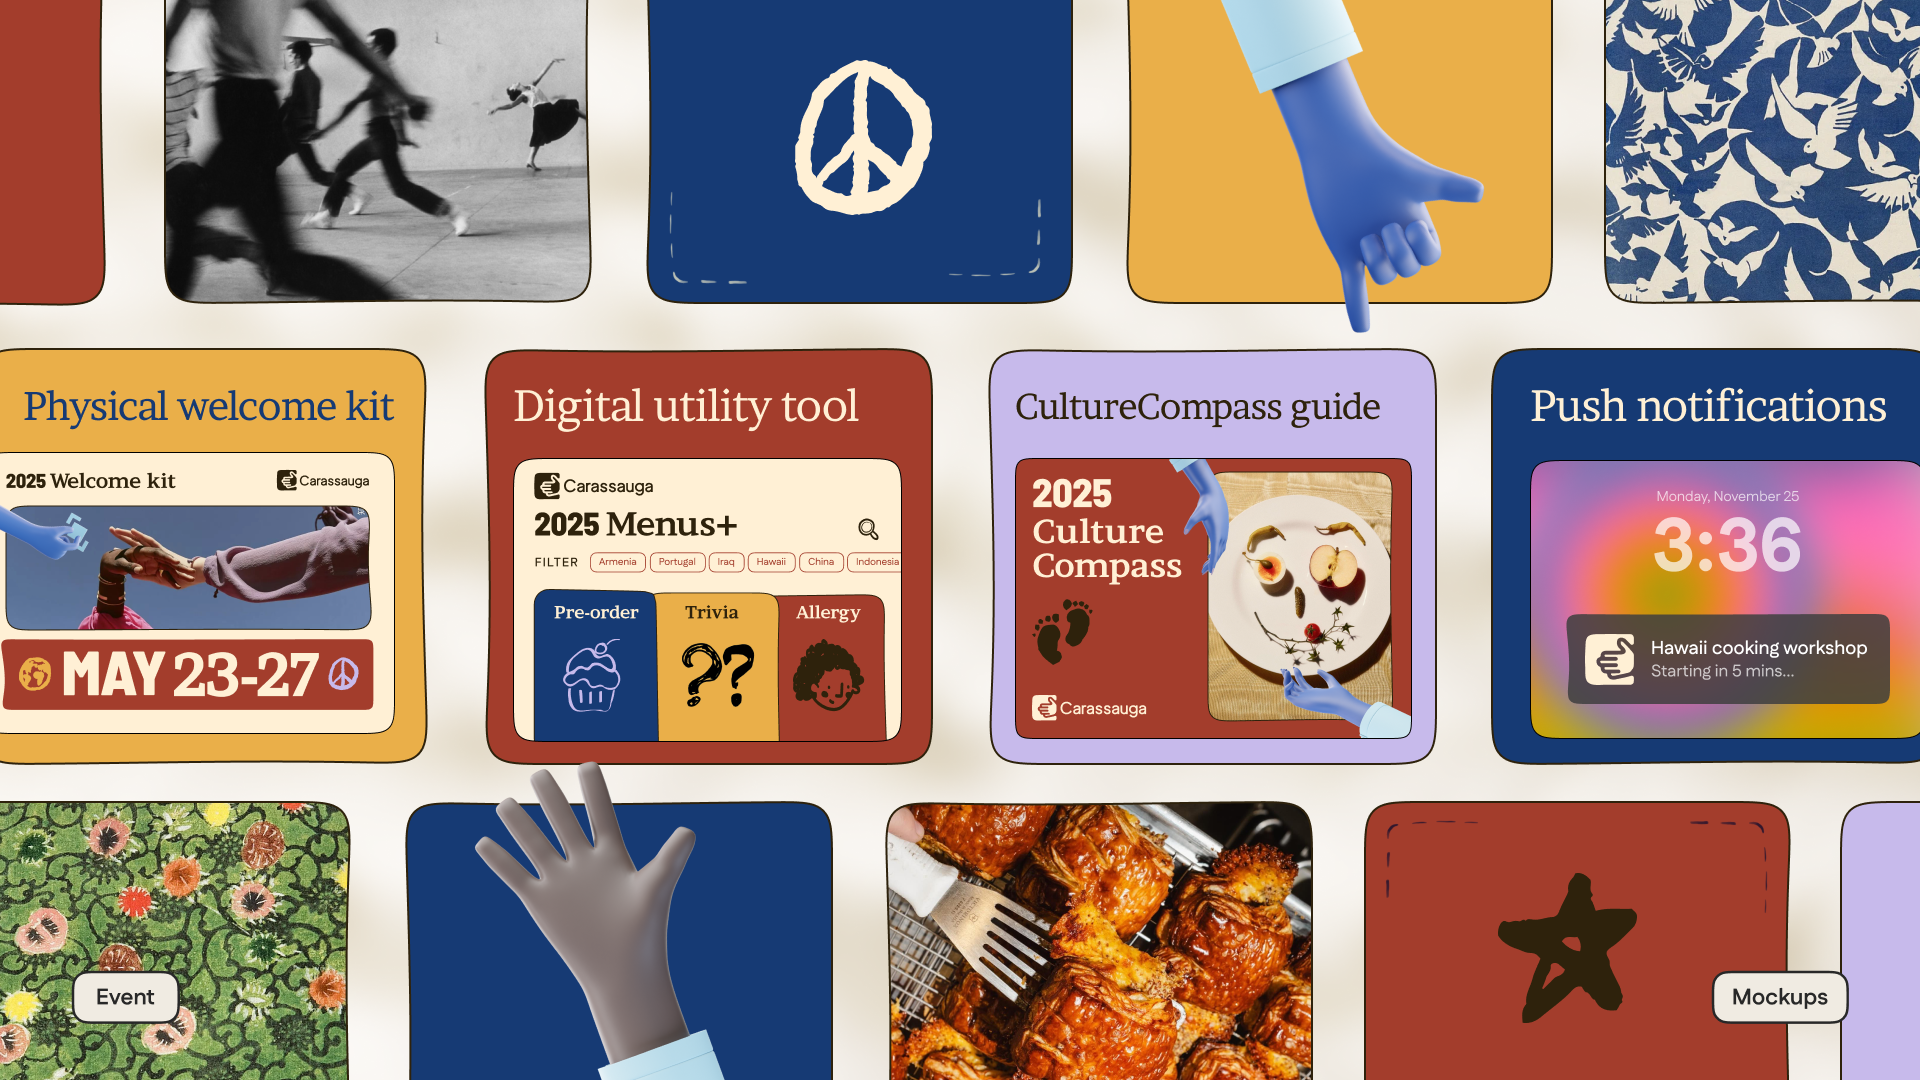 Physical welcome kit
2025 Welcome kit
Carassauga
MAY 23-27
Digital utility tool
Carassauga
2025 Menus+
FILTER
Armenia
Portugal
Iraq
Hawaii
China
Indonesia
Pre-order
Trivia
??
Allergy
CultureCompass guide
2025
Culture
Compass
Carassauga
Push notifications
Monday, November 25
3:36
Hawaii cooking workshop
Starting in 5 mins...
Event
Mockups